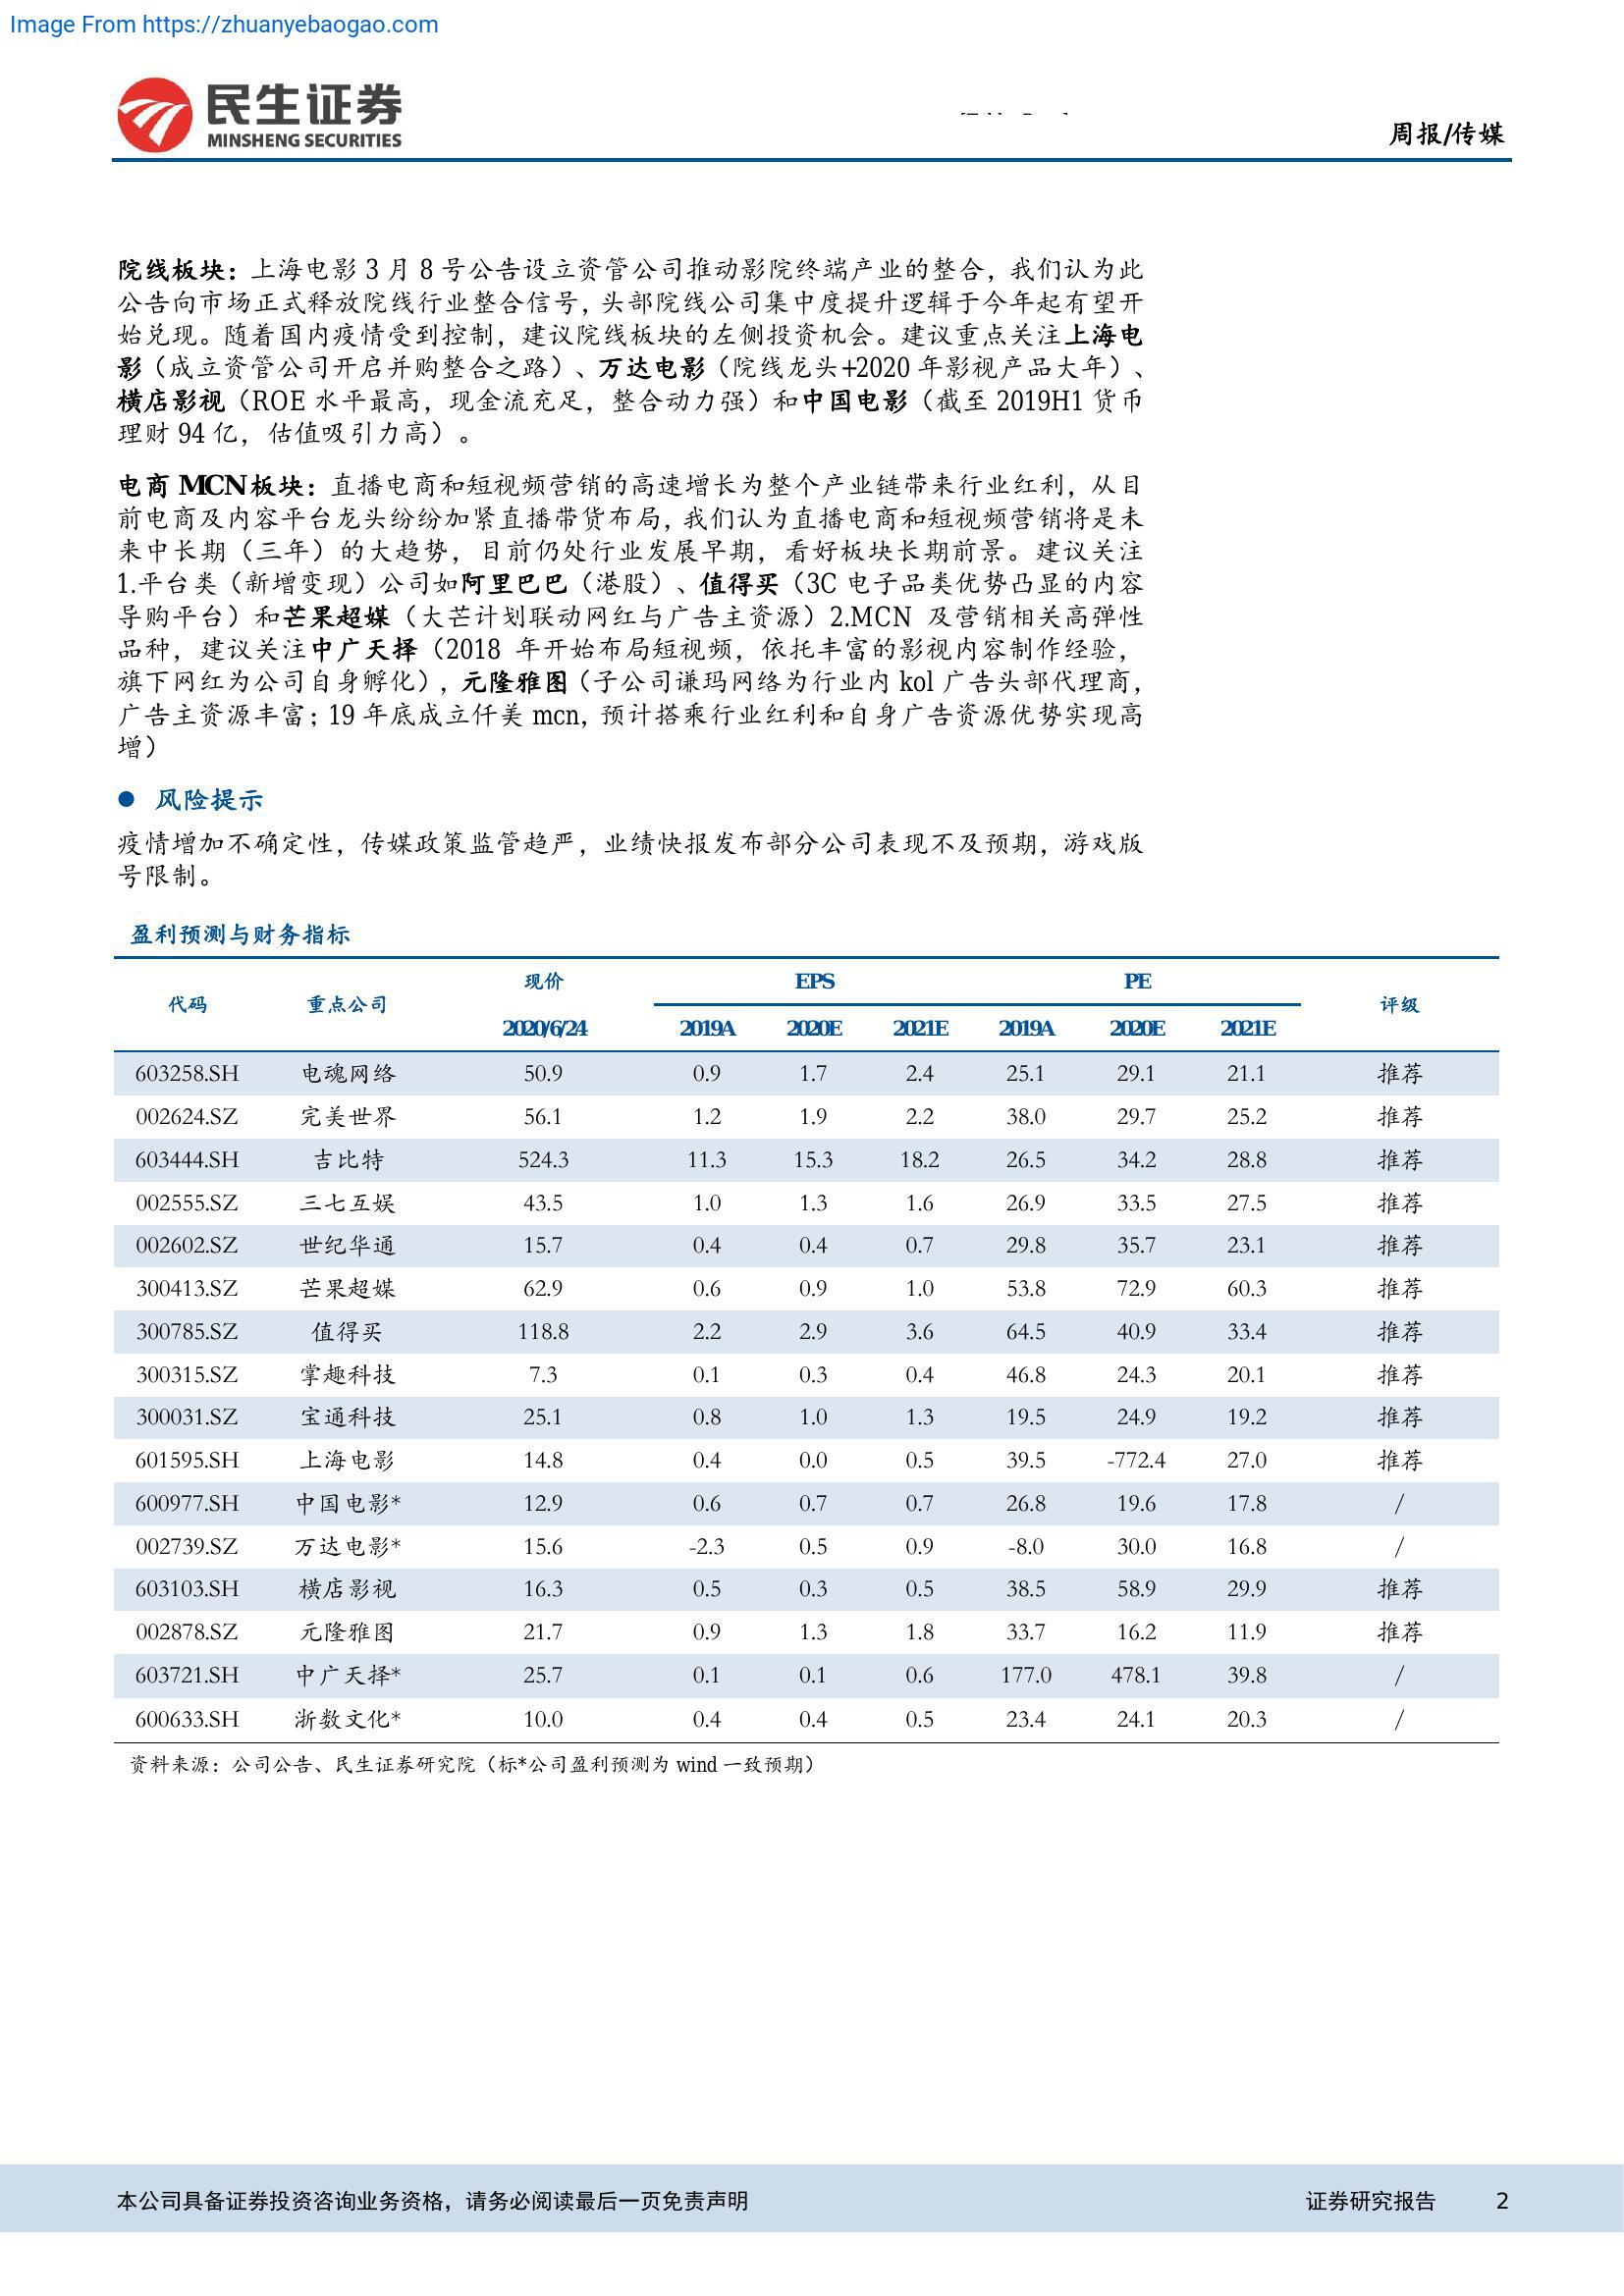 Image From https://zhuanyebaogao.com
民生证券
MINSHENG SECURITIES
周报/传媒
院线板块：上海电影 3 月 8 号公告设立资管公司推动影院终端产业的整合，我们认为此
公告向市场正式释放院线行业整合信号，头部院线公司集中度提升逻辑于今年起有望开
始兑现。随着国内疫情受到控制，建议院线板块的左侧投资机会。建议重点关注上海电
影（成立资管公司开启并购整合之路）、万达电影（院线龙头+2020 年影视产品大年）、
横店影视（ROE 水平最高，现金流充足，整合动力强）和中国电影（截至 2019H1 货币
理财 94 亿，估值吸引力高）。
电商 MCN 板块：直播电商和短视频营销的高速增长为整个产业链带来行业红利，从目
前电商及内容平台龙头纷纷加紧直播带货布局，我们认为直播电商和短视频营销将是未
来中长期（三年）的大趋势，目前仍处行业发展早期，看好板块长期前景。建议关注
1.平台类（新增变现）公司如阿里巴巴（港股）、值得买（3C 电子品类优势凸显的内容
导购平台）和芒果超媒（大芒计划联动网红与广告主资源）2.MCN 及营销相关高弹性
品种，建议关注中广天择（2018 年开始布局短视频，依托丰富的影视内容制作经验，
旗下网红为公司自身孵化），元隆雅图（子公司谦玛网络为行业内 kol 广告头部代理商，
广告主资源丰富；19 年底成立仟美 mcn，预计搭乘行业红利和自身广告资源优势实现高
增）
● 风险提示
疫情增加不确定性，传媒政策监管趋严，业绩快报发布部分公司表现不及预期，游戏版
号限制。
盈利预测与财务指标
代码 重点公司 现价 EPS PE 评级
2020/6/24 2019A 2020E 2021E 2019A 2020E 2021E
603258.SH 电魂网络 50.9 0.9 1.7 2.4 25.1 29.1 21.1 推荐
002624.SZ 完美世界 56.1 1.2 1.9 2.2 38.0 29.7 25.2 推荐
603444.SH 吉比特 524.3 11.3 15.3 18.2 26.5 34.2 28.8 推荐
002555.SZ 三七互娱 43.5 1.0 1.3 1.6 26.9 33.5 27.5 推荐
002602.SZ 世纪华通 15.7 0.4 0.4 0.7 29.8 35.7 23.1 推荐
300413.SZ 芒果超媒 62.9 0.6 0.9 1.0 53.8 72.9 60.3 推荐
300785.SZ 值得买 118.8 2.2 2.9 3.6 64.5 40.9 33.4 推荐
300315.SZ 掌趣科技 7.3 0.1 0.3 0.4 46.8 24.3 20.1 推荐
300031.SZ 宝通科技 25.1 0.8 1.0 1.3 19.5 24.9 19.2 推荐
601595.SH 上海电影 14.8 0.4 0.0 0.5 39.5 -772.4 27.0 推荐
600977.SH 中国电影* 12.9 0.6 0.7 0.7 26.8 19.6 17.8 /
002739.SZ 万达电影* 15.6 -2.3 0.5 0.9 -8.0 30.0 16.8 /
603103.SH 横店影视 16.3 0.5 0.3 0.5 38.5 58.9 29.9 推荐
002878.SZ 元隆雅图 21.7 0.9 1.3 1.8 33.7 16.2 11.9 推荐
603721.SH 中广天择* 25.7 0.1 0.1 0.6 177.0 478.1 39.8 /
600633.SH 浙数文化* 10.0 0.4 0.4 0.5 23.4 24.1 20.3 /
资料来源：公司公告、民生证券研究院（标*公司盈利预测为 wind 一致预期）
本公司具备证券投资咨询业务资格，请务必阅读最后一页免责声明 证券研究报告 2